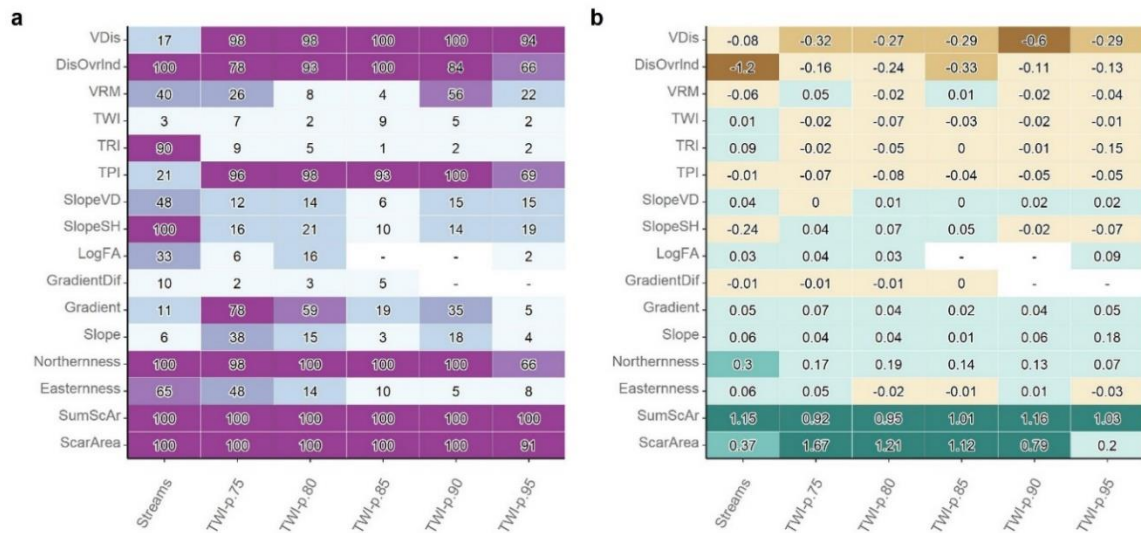 a
VDis 17 98 98 100 100 94
DisOvrInd 100 78 93 100 84 66
VRM 40 26 8 4 56 22
TWI 3 7 2 9 5 2
TRI 90 9 5 1 2 2
TPI 21 96 98 93 100 69
SlopeVD 48 12 14 6 15 15
SlopeSH 100 16 21 10 14 19
LogFA 33 6 16 - - 2
GradientDif 10 2 3 5 - -
Gradient 11 78 59 19 35 5
Slope 6 38 15 3 18 4
Northernness 100 98 100 100 100 66
Easternness 65 48 14 10 5 8
SumScAr 100 100 100 100 100 100
ScarArea 100 100 100 100 100 91
Streams TWI-p.75 TWI-p.80 TWI-p.85 TWI-p.90 TWI-p.95
b
VDis -0.08 -0.32 -0.27 -0.29 -0.6 -0.29
DisOvrInd -1.2 -0.16 -0.24 -0.33 -0.11 -0.13
VRM -0.06 0.05 -0.02 0.01 -0.02 -0.04
TWI 0.01 -0.02 -0.07 -0.03 -0.02 -0.01
TRI 0.09 -0.02 -0.05 0 -0.01 -0.15
TPI -0.01 -0.07 -0.08 -0.04 -0.05 -0.05
SlopeVD 0.04 0 0.01 0 0.02 0.02
SlopeSH -0.24 0.04 0.07 0.05 -0.02 -0.07
LogFA 0.03 0.04 0.03 - - 0.09
GradientDif -0.01 -0.01 -0.01 0 - -
Gradient 0.05 0.07 0.04 0.02 0.04 0.05
Slope 0.06 0.04 0.04 0.01 0.06 0.18
Northernness 0.3 0.17 0.19 0.14 0.13 0.07
Easternness 0.06 0.05 -0.02 -0.01 0.01 -0.03
SumScAr 1.15 0.92 0.95 1.01 1.16 1.03
ScarArea 0.37 1.67 1.21 1.12 0.79 0.2
Streams TWI-p.75 TWI-p.80 TWI-p.85 TWI-p.90 TWI-p.95